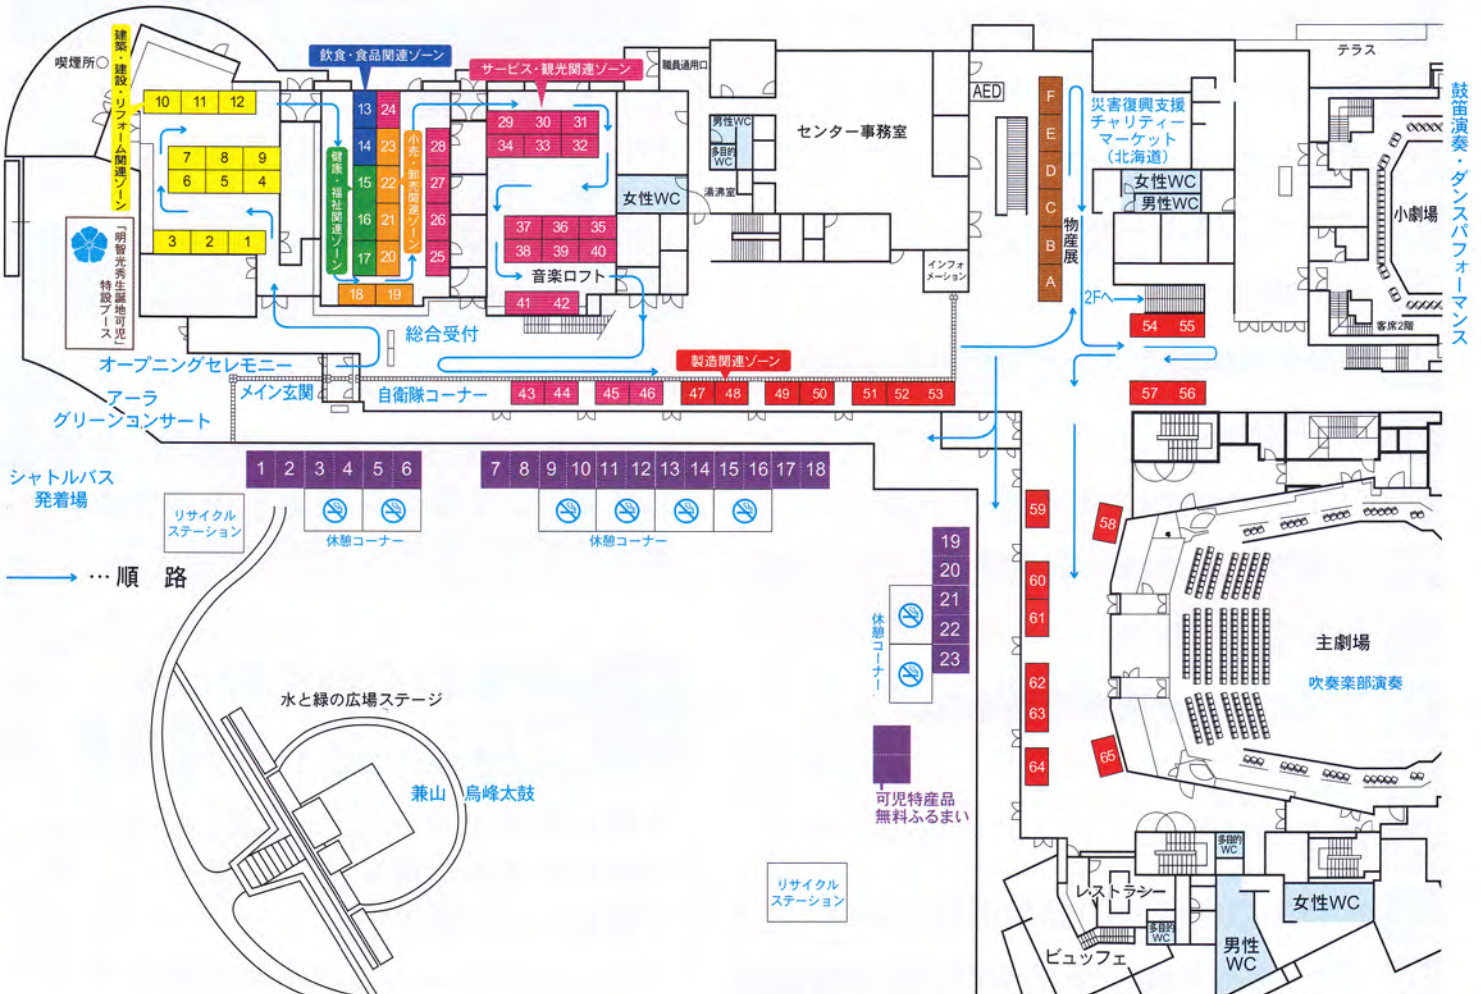 建築・建設・リフォーム関連ゾーン
喫煙所
飲食・食品関連ゾーン
サービス・観光関連ゾーン
職員通用口
AED
テラス
鼓笛演奏・ダンスパフォーマンス
10 11 12
7 8 9
6 5 4
3 2 1
13 24
14 23
15 22
16 21
17 20
18 19
健康・福祉関連ゾーン
小売・卸売関連ゾーン
28
27
26
25
29 30 31
34 33 32
37 36 35
38 39 40
41 42
音楽ロフト
男性WC
多目的WC
女性WC
湯沸室
センター事務室
インフォメーション
F
E
D
C
B
A
物産展
災害復興支援
チャリティー
マーケット
(北海道)
女性WC
男性WC
小劇場
客席2階
2Fへ
54 55
57 56
「明智光秀生誕地可児」
特設ブース
総合受付
オープニングセレモニー
メイン玄関
自衛隊コーナー
アーラ
グリーンコンサート
製造関連ゾーン
43 44 45 46 47 48 49 50 51 52 53
シャトルバス
発着場
1 2 3 4 5 6
7 8 9 10 11 12 13 14 15 16 17 18
リサイクル
ステーション
休憩コーナー
休憩コーナー
…順 路
19
20
21
22
23
休憩コーナー
59
58
60
61
62
63
64
65
主劇場
吹奏楽部演奏
水と緑の広場ステージ
兼山 烏峰太鼓
可児特産品
無料ふるまい
リサイクル
ステーション
多目的WC
レストラン
多目的WC
ビュッフェ
男性WC
女性WC